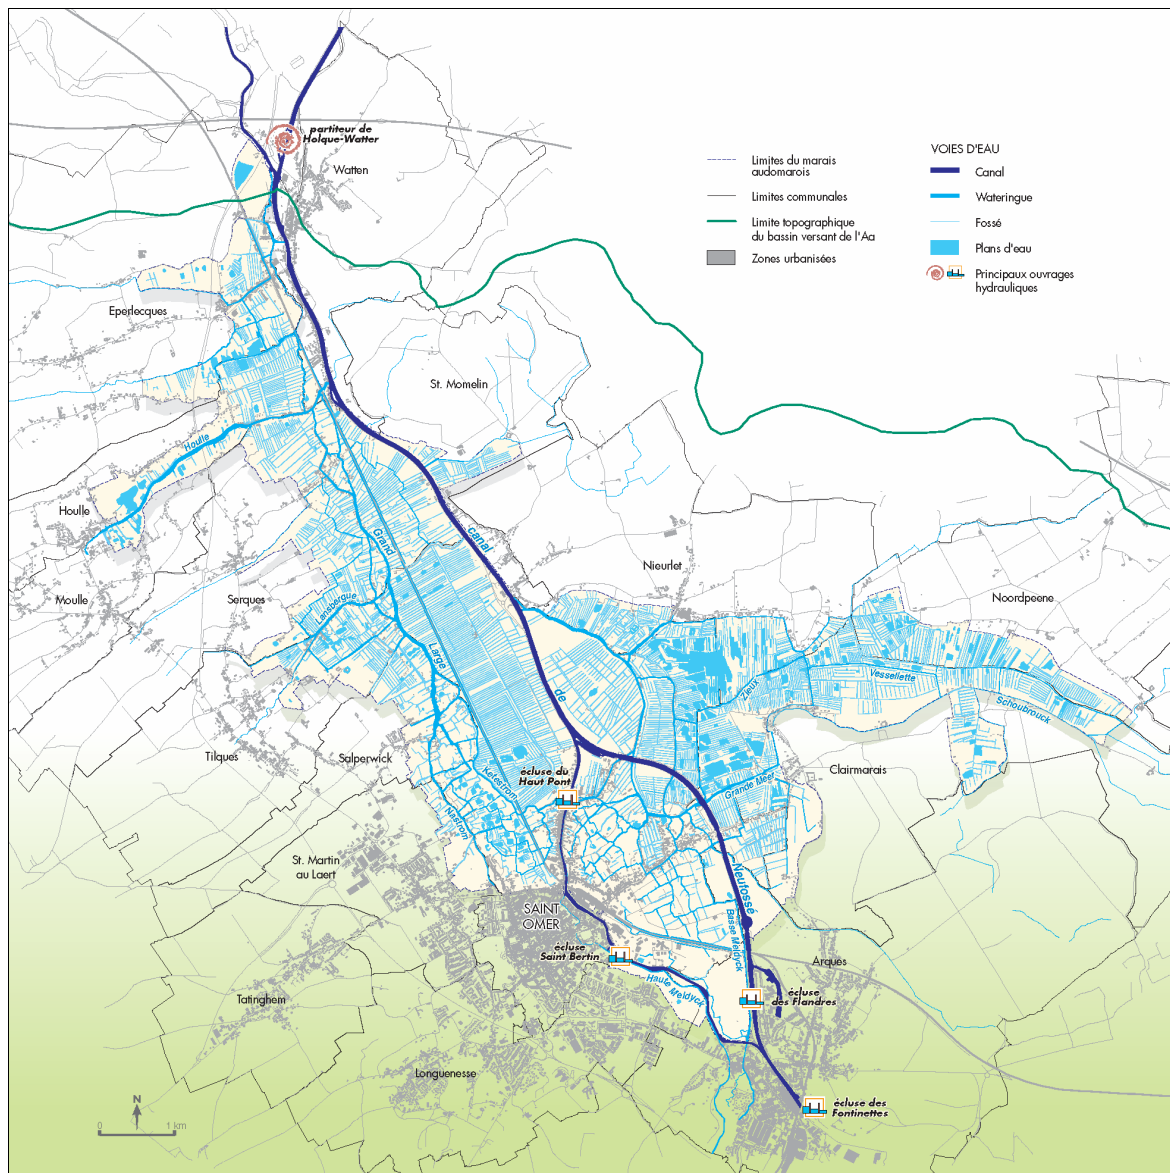 partiteur de
Holque-Watter
Watten
Limites du marais
audomarois
Limites communales
Limite topographique
du bassin versant de l'Aa
Zones urbanisées
VOIES D'EAU
Canal
Wateringue
Fossé
Plans d'eau
Principaux ouvrages
hydrauliques
Eperlecques
St. Momelin
Houlle
Houlle
Moulle
Serques
Lansbergue
Grand
Large
canal
de
Neufossé
Nieurlet
Noordpeene
Zieux
Vesseliette
Schoubrouck
Tilques
Salperwick
écluse du
Haut Pont
Ketestrom
Nastrom
Grande Meer
Clairmarais
St. Martin
au Laert
SAINT
OMER
Basse Meldyck
écluse
Saint Bertin
Haute Meldyck
Arques
écluse
des Flandres
Tatinghem
Longuenesse
écluse des
Fontinettes
N
0 1 km